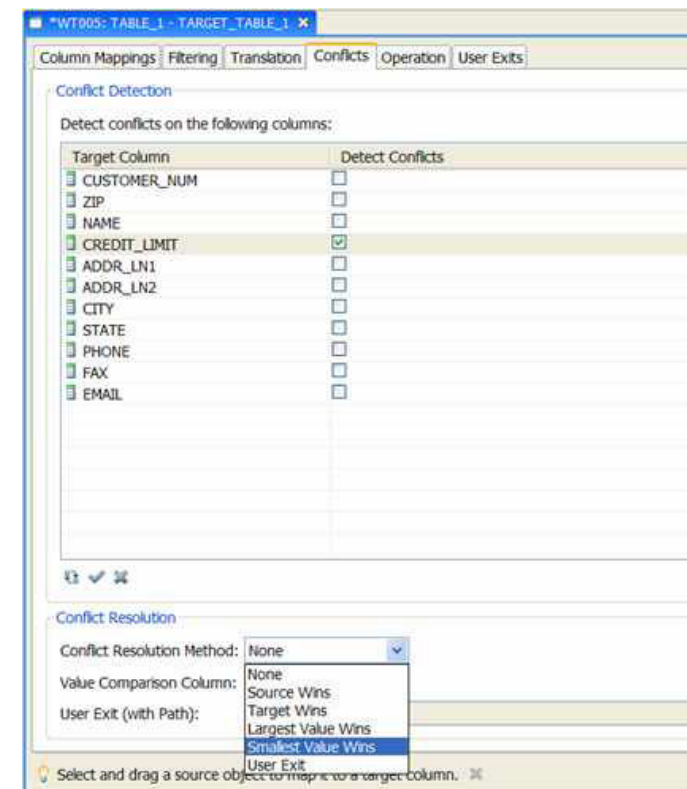 *WT005: TABLE_1 - TARGET_TABLE_1
Column Mappings Filtering Translation Conflicts Operation User Exits
Conflict Detection
Detect conflicts on the following columns:
Target Column Detect Conflicts
CUSTOMER_NUM
ZIP
NAME
CREDIT_LIMIT
ADDR_LN1
ADDR_LN2
CITY
STATE
PHONE
FAX
EMAIL
Conflict Resolution
Conflict Resolution Method: None
None
Value Comparison Column:
Source Wins
User Exit (with Path): Target Wins
Largest Value Wins
Smallest Value Wins
User Exit
Select and drag a source object to map it to a target column.